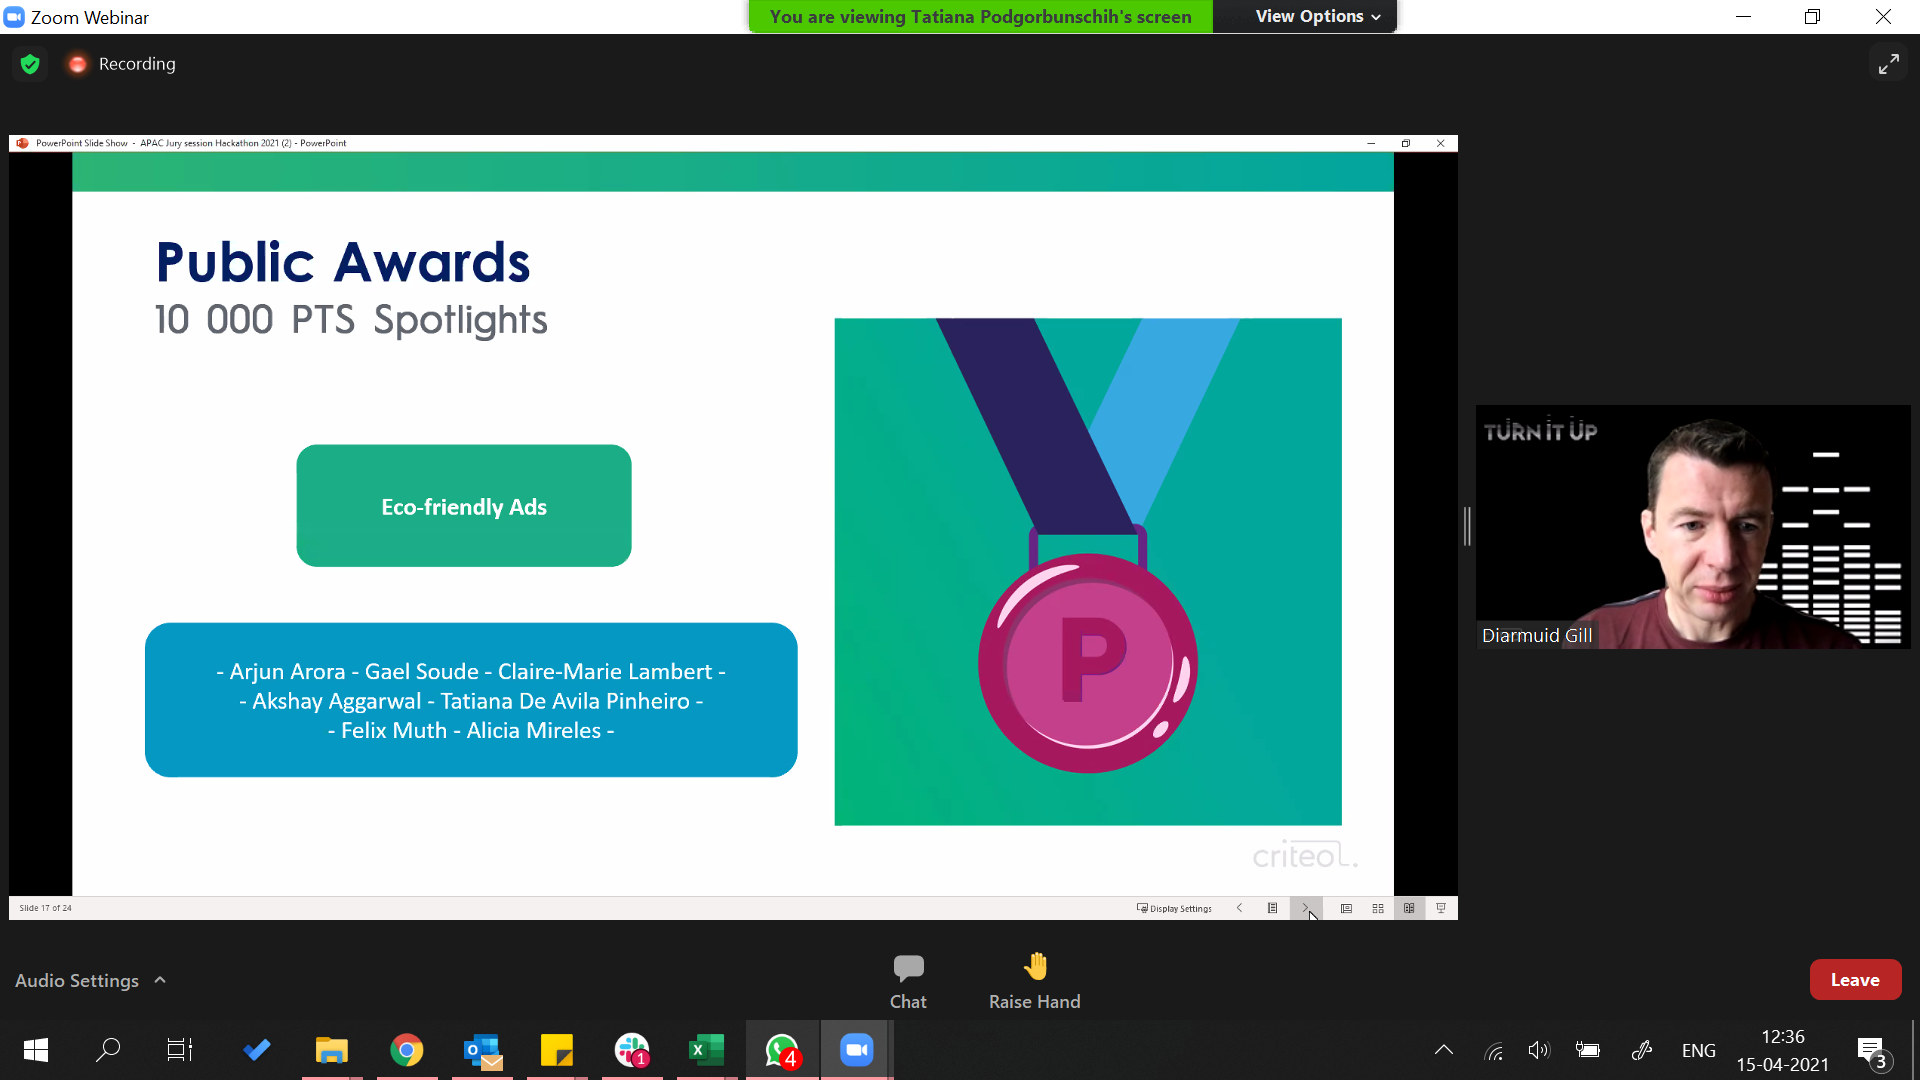 Zoom Webinar
You are viewing Tatiana Podgorbunschih's screen
View Options
Recording
PowerPoint Slide Show - APAC Jury session Hackathon 2021 (2) - PowerPoint
Public Awards
10 000 PTS Spotlights
Eco-friendly Ads
- Arjun Arora - Gael Soude - Claire-Marie Lambert -
- Akshay Aggarwal - Tatiana De Avila Pinheiro -
- Felix Muth - Alicia Mireles -
P
criteo
TURN IT UP
Diarmuid Gill
Slide 17 of 24
Display Settings
Audio Settings
Chat
Raise Hand
Leave
1
4
ENG
12:36
15-04-2021
3